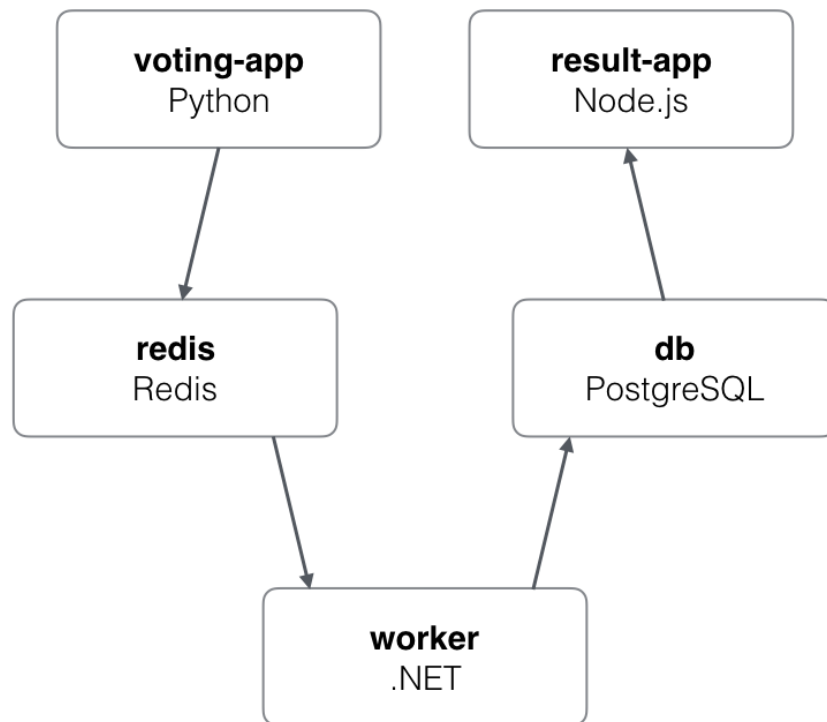 voting-app
Python
result-app
Node.js
redis
Redis
db
PostgreSQL
worker
.NET